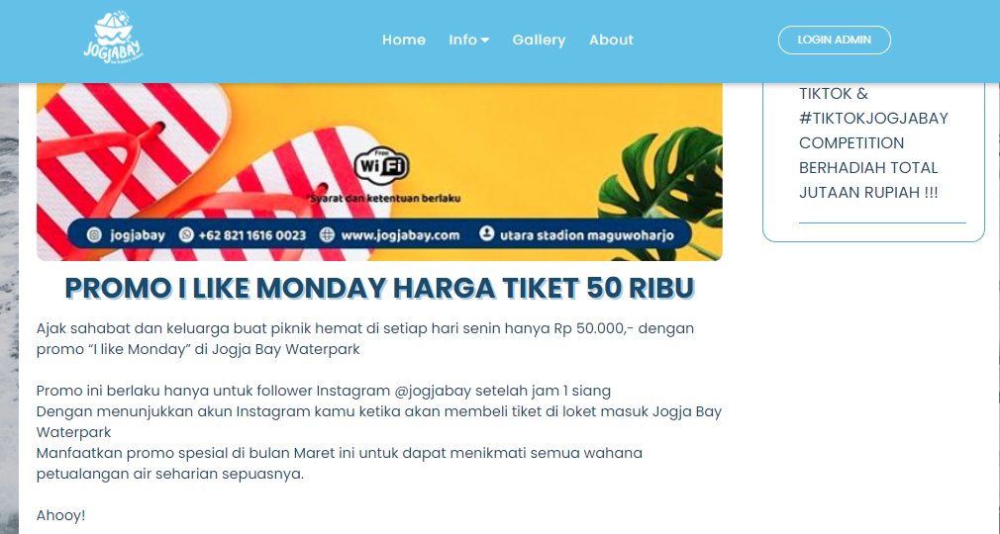 JOGJABAY
Home
Info
Gallery
About
LOGIN ADMIN
TIKTOK &
#TIKTOKJOGJABAY
COMPETITION
BERHADIAH TOTAL
JUTAAN RUPIAH !!!
Free
WiFi
*Syarat dan ketentuan berlaku
jogjabay
+62 821 1616 0023
www.jogjabay.com
utara stadion maguwoharjo
PROMO I LIKE MONDAY HARGA TIKET 50 RIBU
Ajak sahabat dan keluarga buat piknik hemat di setiap hari senin hanya Rp 50.000,- dengan
promo “I like Monday” di Jogja Bay Waterpark
Promo ini berlaku hanya untuk follower Instagram @jogjabay setelah jam 1 siang
Dengan menunjukkan akun Instagram kamu ketika akan membeli tiket di loket masuk Jogja Bay
Waterpark
Manfaatkan promo spesial di bulan Maret ini untuk dapat menikmati semua wahana
petualangan air seharian sepuasnya.
Ahooy!